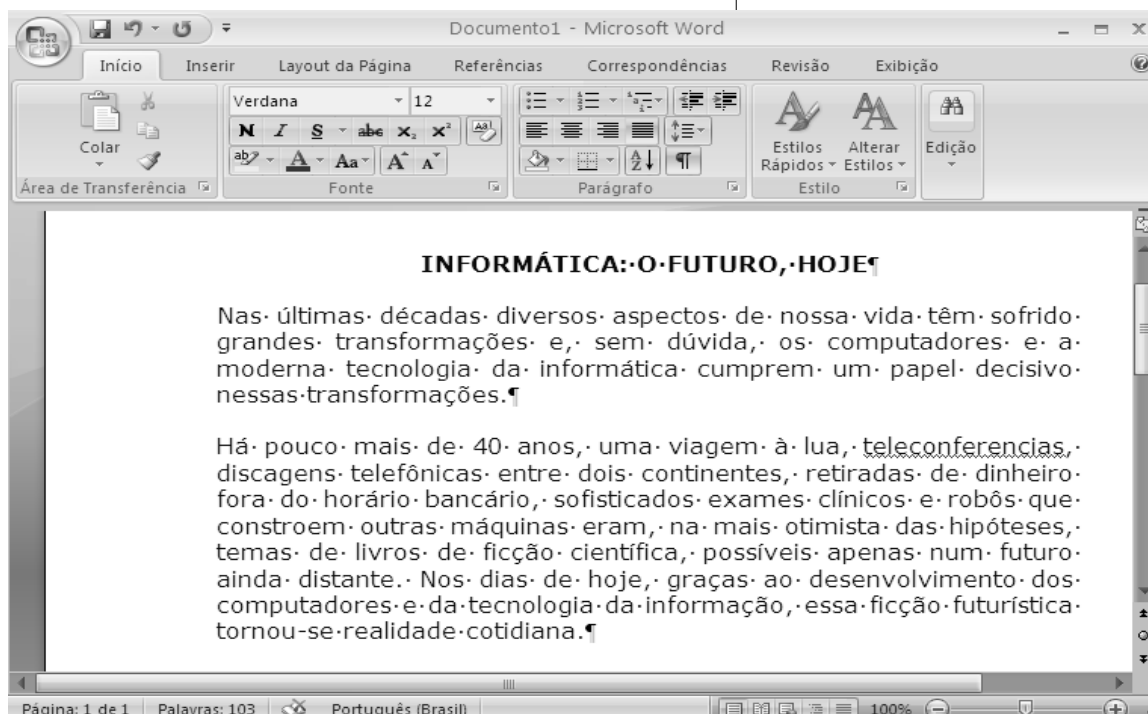 Documento1 - Microsoft Word
Início Inserir Layout da Página Referências Correspondências Revisão Exibição
Verdana 12
N I S abe x₂ x² Aa
ab A Aa A A
Colar
Estilos Rápidos
Alterar Estilos
Edição
Área de Transferência Fonte Parágrafo Estilo
INFORMÁTICA:·O·FUTURO,·HOJE¶
Nas· últimas· décadas· diversos· aspectos· de· nossa· vida· têm· sofrido·
grandes· transformações· e,· sem· dúvida,· os· computadores· e· a·
moderna· tecnologia· da· informática· cumprem· um· papel· decisivo·
nessas·transformações.¶
Há· pouco· mais· de· 40· anos,· uma· viagem· à· lua,· teleconferencias,·
discagens· telefônicas· entre· dois· continentes,· retiradas· de· dinheiro·
fora· do· horário· bancário,· sofisticados· exames· clínicos· e· robôs· que·
constroem· outras· máquinas· eram,· na· mais· otimista· das· hipóteses,·
temas· de· livros· de· ficção· científica,· possíveis· apenas· num· futuro·
ainda· distante.· Nos· dias· de· hoje,· graças· ao· desenvolvimento· dos·
computadores·e·da·tecnologia·da·informação,·essa·ficção·futurística·
tornou-se·realidade·cotidiana.¶
Página: 1 de 1 Palavras: 103 Português (Brasil) 100%